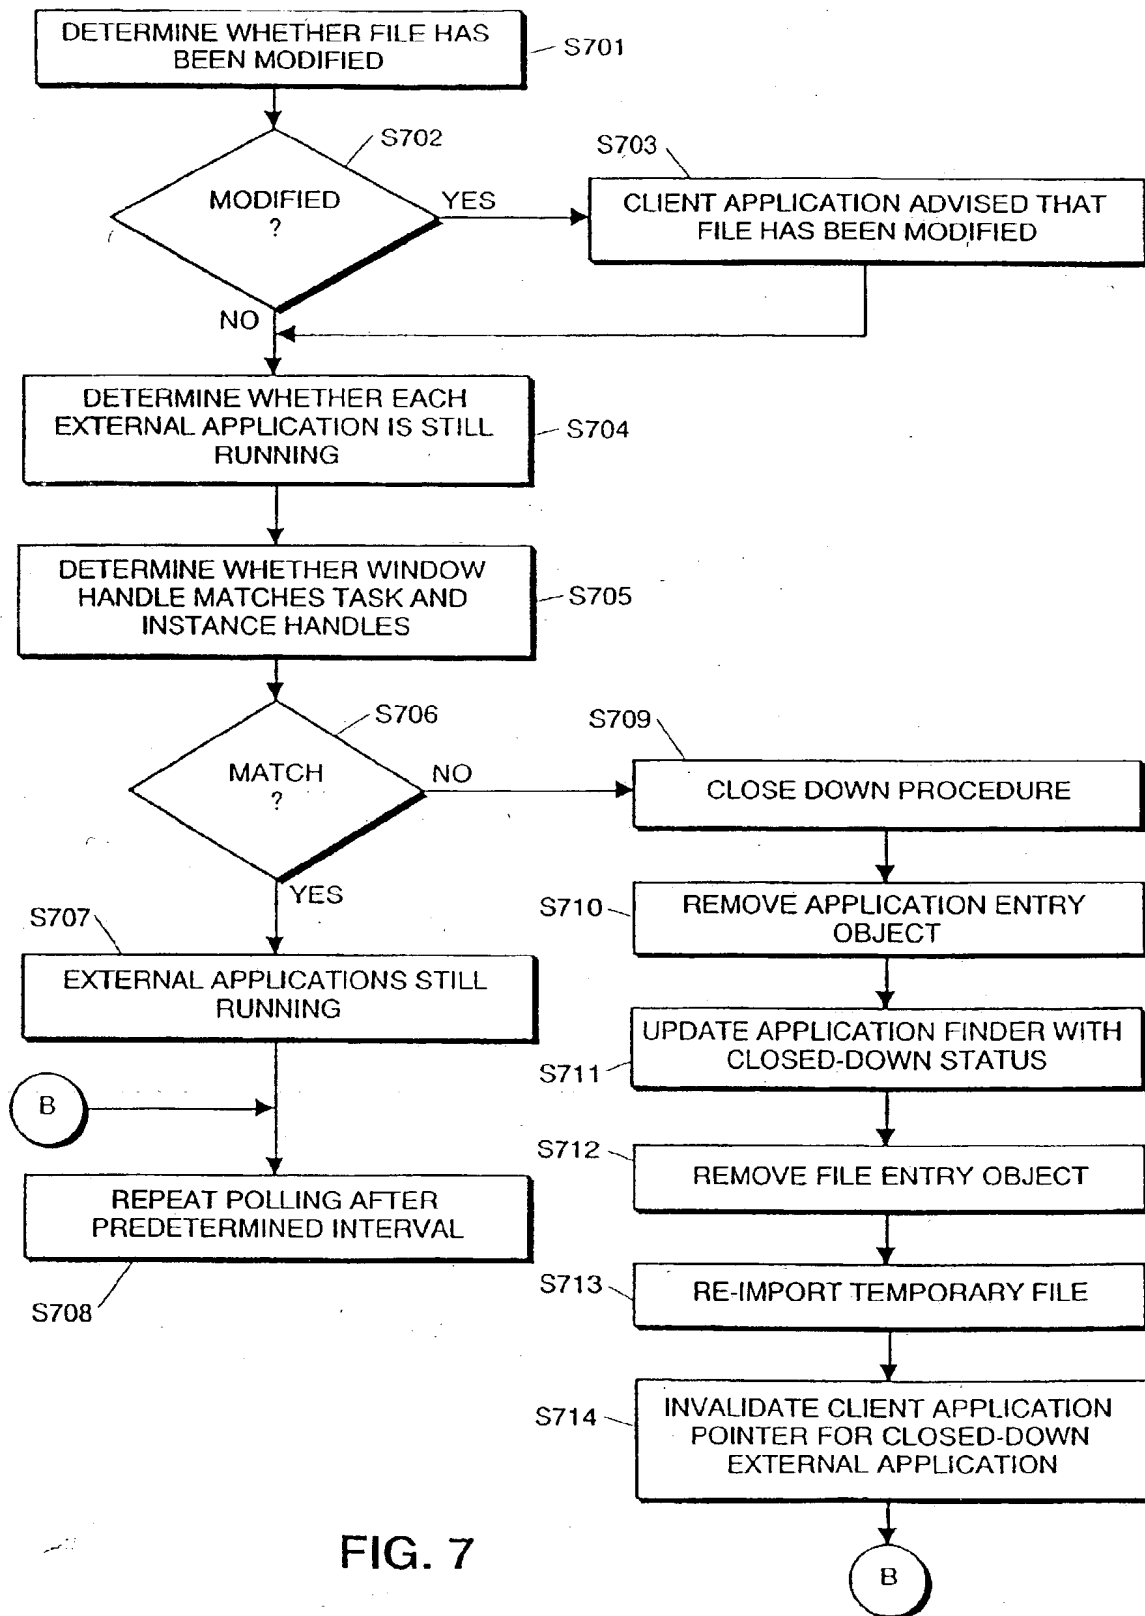 DETERMINE WHETHER FILE HAS
BEEN MODIFIED
S701
S702
MODIFIED
?
YES
NO
S703
CLIENT APPLICATION ADVISED THAT
FILE HAS BEEN MODIFIED
DETERMINE WHETHER EACH
EXTERNAL APPLICATION IS STILL
RUNNING
S704
DETERMINE WHETHER WINDOW
HANDLE MATCHES TASK AND
INSTANCE HANDLES
S705
S706
MATCH
?
NO
YES
S707
EXTERNAL APPLICATIONS STILL
RUNNING
B
REPEAT POLLING AFTER
PREDETERMINED INTERVAL
S708
S709
CLOSE DOWN PROCEDURE
S710
REMOVE APPLICATION ENTRY
OBJECT
UPDATE APPLICATION FINDER WITH
CLOSED-DOWN STATUS
S711
S712
REMOVE FILE ENTRY OBJECT
S713
RE-IMPORT TEMPORARY FILE
S714
INVALIDATE CLIENT APPLICATION
POINTER FOR CLOSED-DOWN
EXTERNAL APPLICATION
B
FIG. 7